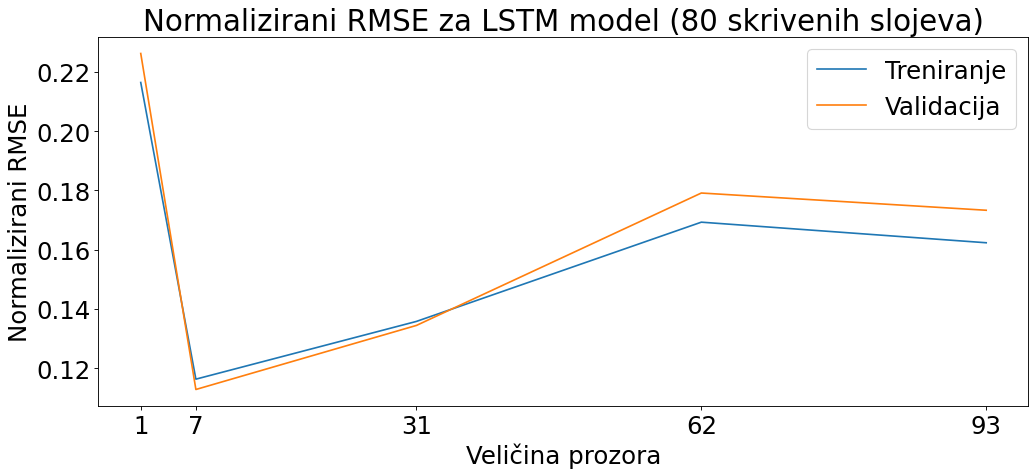 Normalizirani RMSE za LSTM model (80 skrivenih slojeva)
Treniranje
Validacija
Normalizirani RMSE
0.22
0.20
0.18
0.16
0.14
0.12
1 7 31 62 93
Veličina prozora